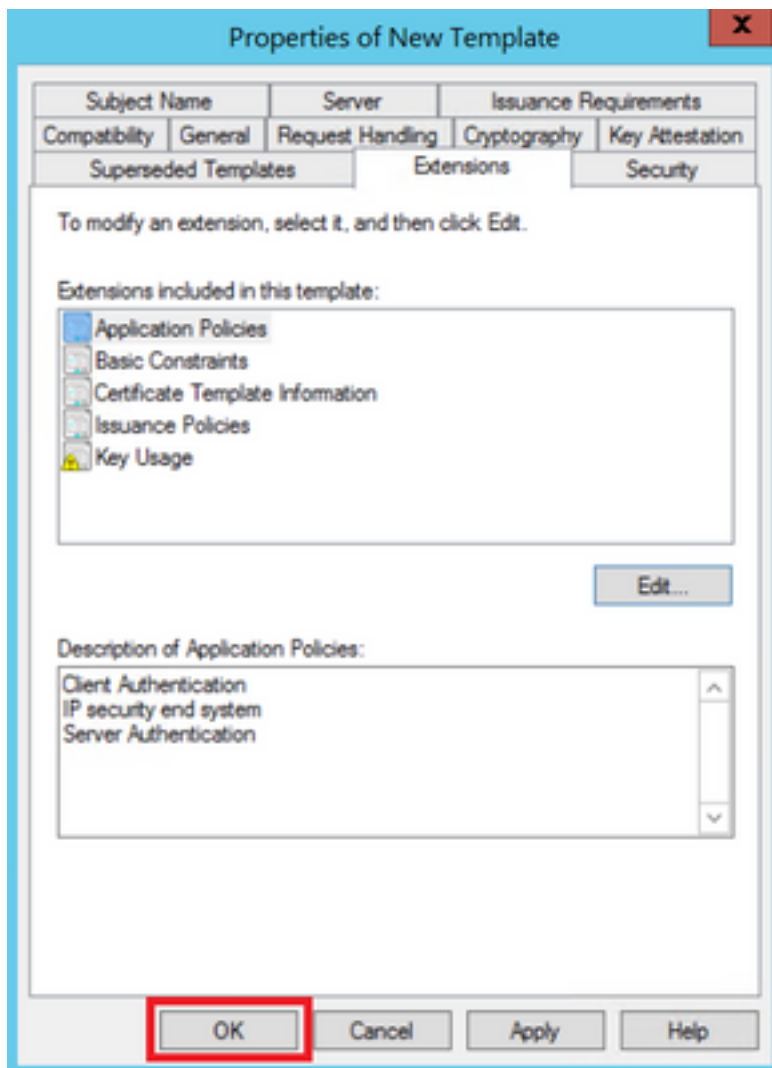 Properties of New Template
x
Subject Name Server Issuance Requirements
Compatibility General Request Handling Cryptography Key Attestation
Superseded Templates Extensions Security
To modify an extension, select it, and then click Edit.
Extensions included in this template:
Application Policies
Basic Constraints
Certificate Template Information
Issuance Policies
Key Usage
Edit...
Description of Application Policies:
Client Authentication
IP security end system
Server Authentication
OK Cancel Apply Help